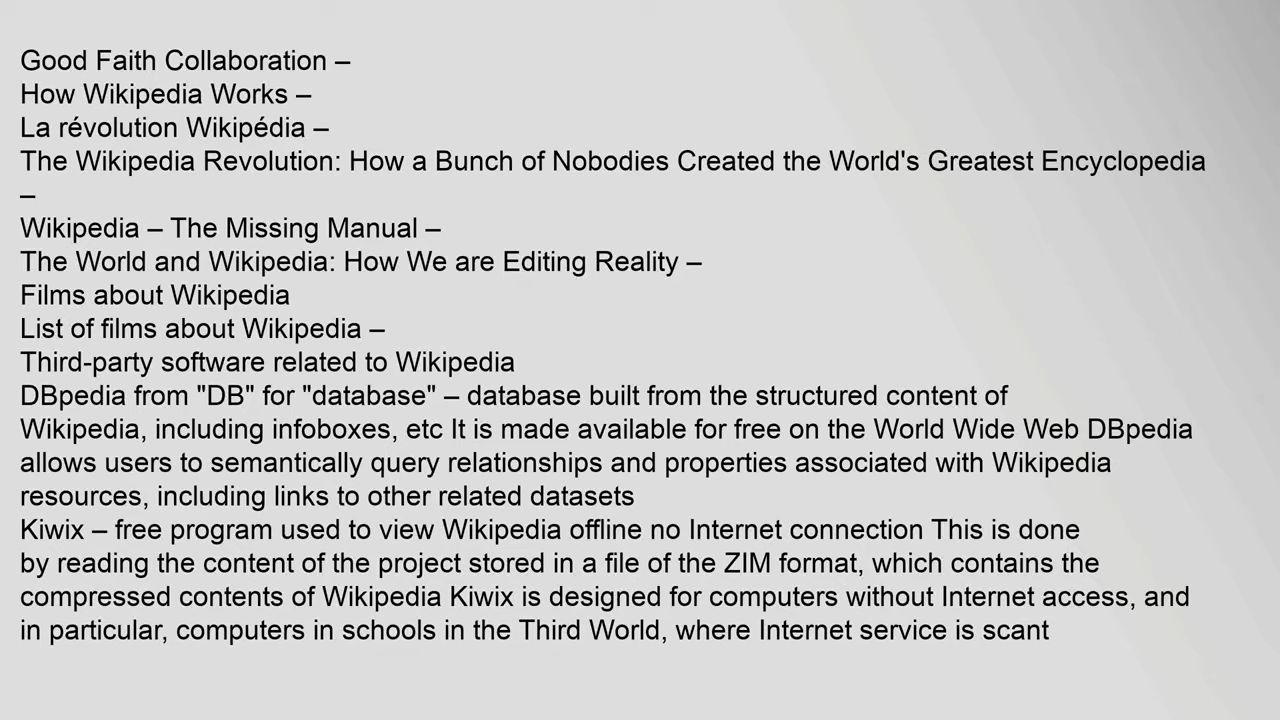 Good Faith Collaboration –
How Wikipedia Works –
La révolution Wikipédia –
The Wikipedia Revolution: How a Bunch of Nobodies Created the World's Greatest Encyclopedia
–
Wikipedia – The Missing Manual –
The World and Wikipedia: How We are Editing Reality –
Films about Wikipedia
List of films about Wikipedia –
Third-party software related to Wikipedia
DBpedia from "DB" for "database" – database built from the structured content of
Wikipedia, including infoboxes, etc It is made available for free on the World Wide Web DBpedia
allows users to semantically query relationships and properties associated with Wikipedia
resources, including links to other related datasets
Kiwix – free program used to view Wikipedia offline no Internet connection This is done
by reading the content of the project stored in a file of the ZIM format, which contains the
compressed contents of Wikipedia Kiwix is designed for computers without Internet access, and
in particular, computers in schools in the Third World, where Internet service is scant